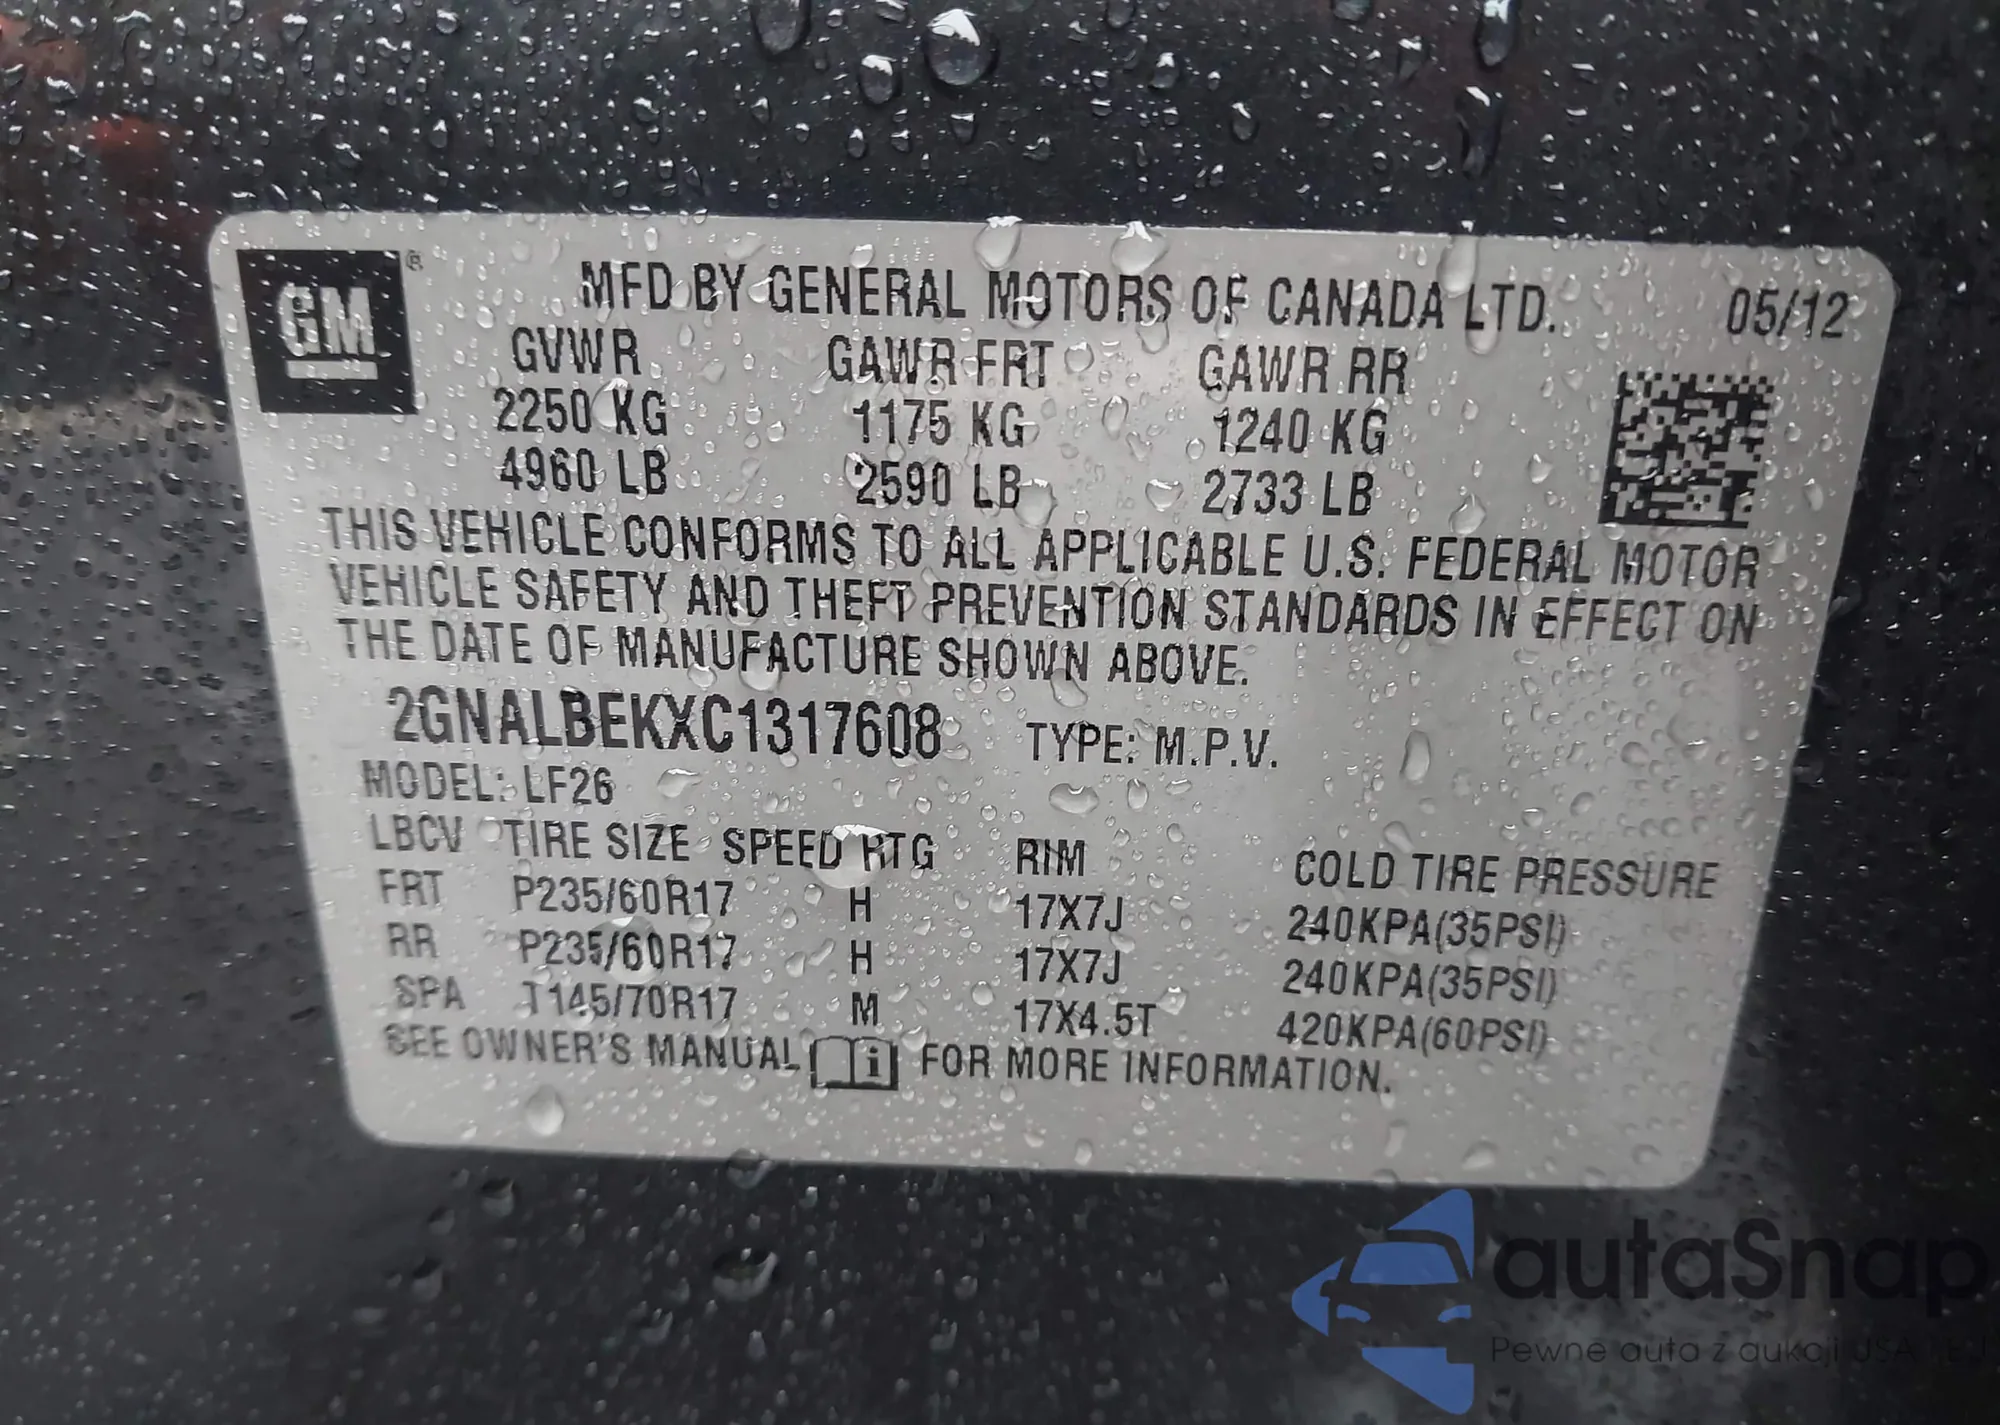 GM ®
MFD BY GENERAL MOTORS OF CANADA LTD. 05/12
GVWR GAWR FRT GAWR RR
2250 KG 1175 KG 1240 KG
4960 LB 2590 LB 2733 LB
THIS VEHICLE CONFORMS TO ALL APPLICABLE U.S. FEDERAL MOTOR
VEHICLE SAFETY AND THEFT PREVENTION STANDARDS IN EFFECT ON
THE DATE OF MANUFACTURE SHOWN ABOVE.
2GNALBEKXC1317608 TYPE: M.P.V.
MODEL: LF26
LBCV TIRE SIZE SPEED RTG RIM COLD TIRE PRESSURE
FRT P235/60R17 H 17X7J 240KPA(35PSI)
RR P235/60R17 H 17X7J 240KPA(35PSI)
SPA T145/70R17 M 17X4.5T 420KPA(60PSI)
SEE OWNER'S MANUAL i FOR MORE INFORMATION.
autaSnap
Pewne auta z aukcji USA